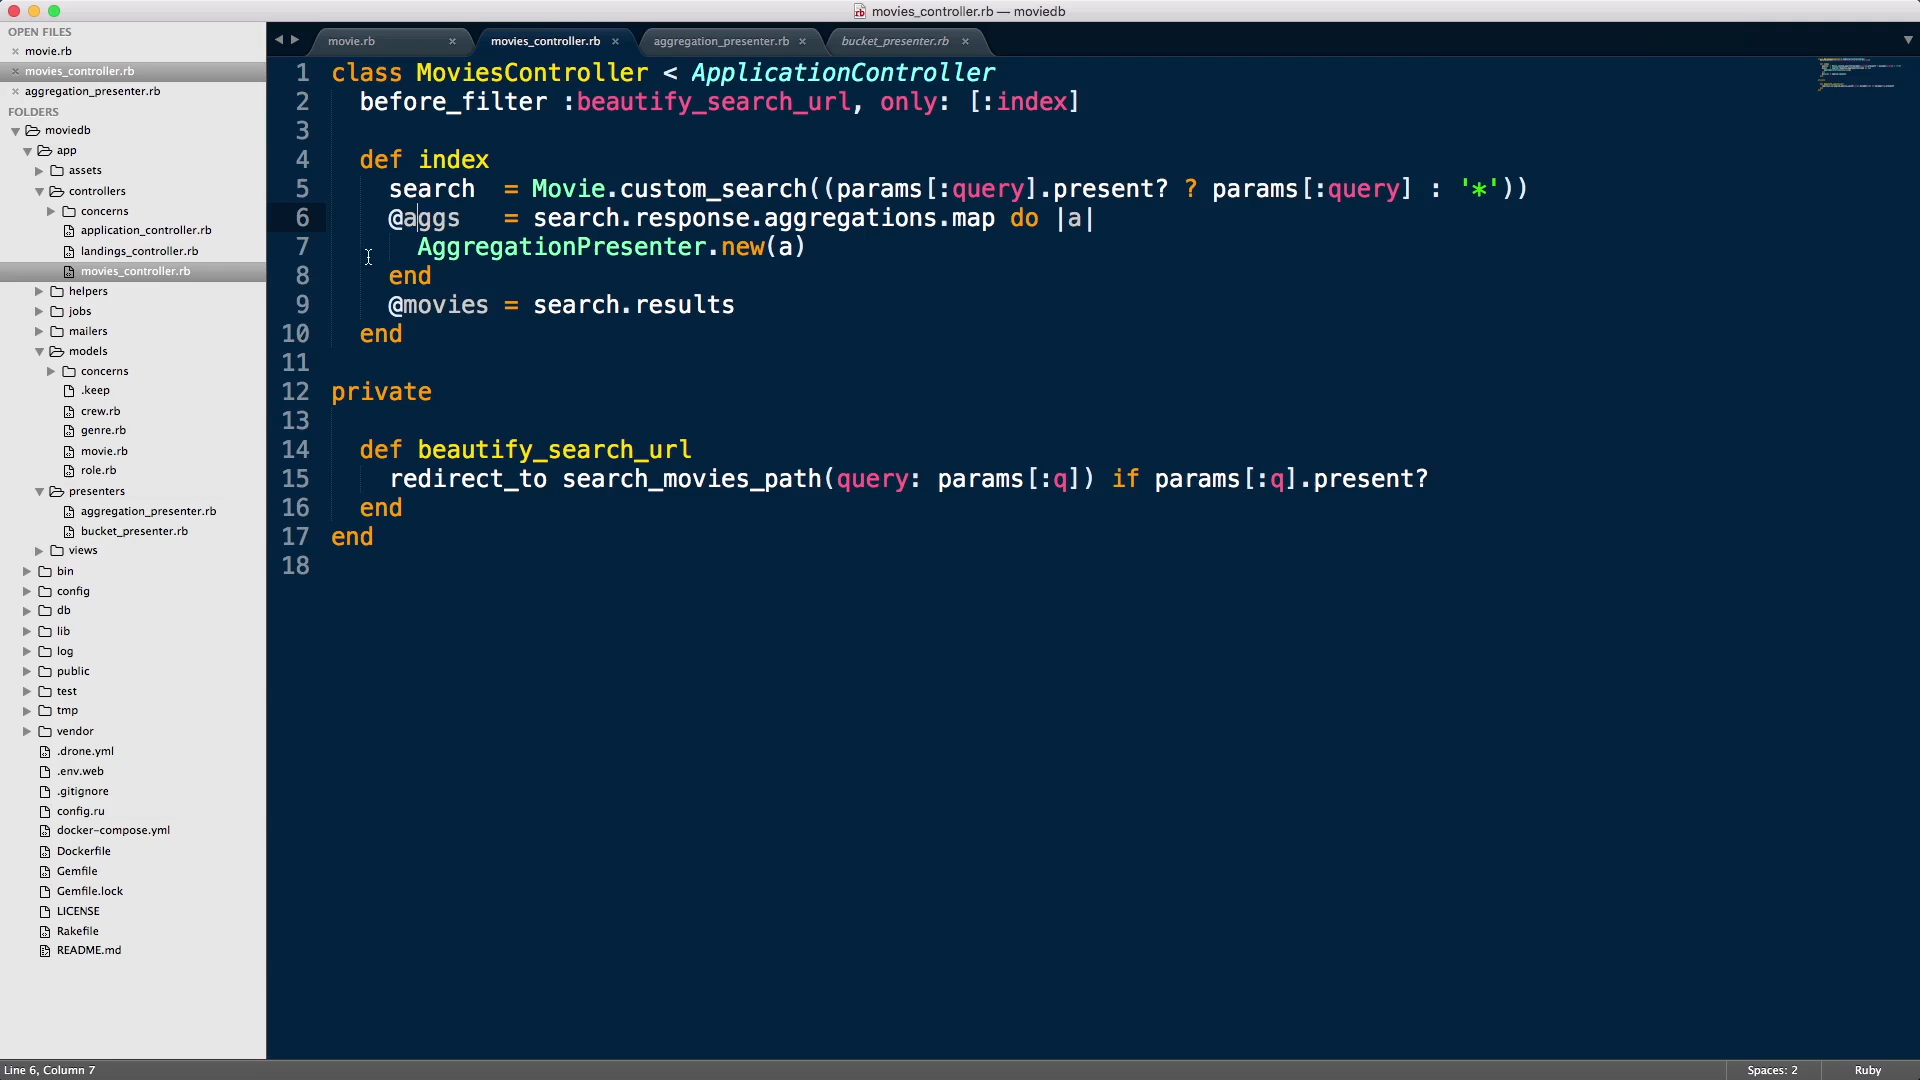 movies_controller.rb — moviedb
OPEN FILES
movie.rb
movies_controller.rb
aggregation_presenter.rb
FOLDERS
moviedb
app
assets
controllers
concerns
application_controller.rb
landings_controller.rb
movies_controller.rb
helpers
jobs
mailers
models
concerns
.keep
crew.rb
genre.rb
movie.rb
role.rb
presenters
aggregation_presenter.rb
bucket_presenter.rb
views
bin
config
db
lib
log
public
test
tmp
vendor
.drone.yml
.env.web
.gitignore
config.ru
docker-compose.yml
Dockerfile
Gemfile
Gemfile.lock
LICENSE
Rakefile
README.md
movie.rb movies_controller.rb aggregation_presenter.rb bucket_presenter.rb
1 class MoviesController < ApplicationController
2   before_filter :beautify_search_url, only: [:index]
3
4   def index
5     search  = Movie.custom_search((params[:query].present? ? params[:query] : '*'))
6     @aggs   = search.response.aggregations.map do |a|
7       AggregationPresenter.new(a)
8     end
9     @movies = search.results
10   end
11
12 private
13
14   def beautify_search_url
15     redirect_to search_movies_path(query: params[:q]) if params[:q].present?
16   end
17 end
18
Line 6, Column 7 Spaces: 2 Ruby